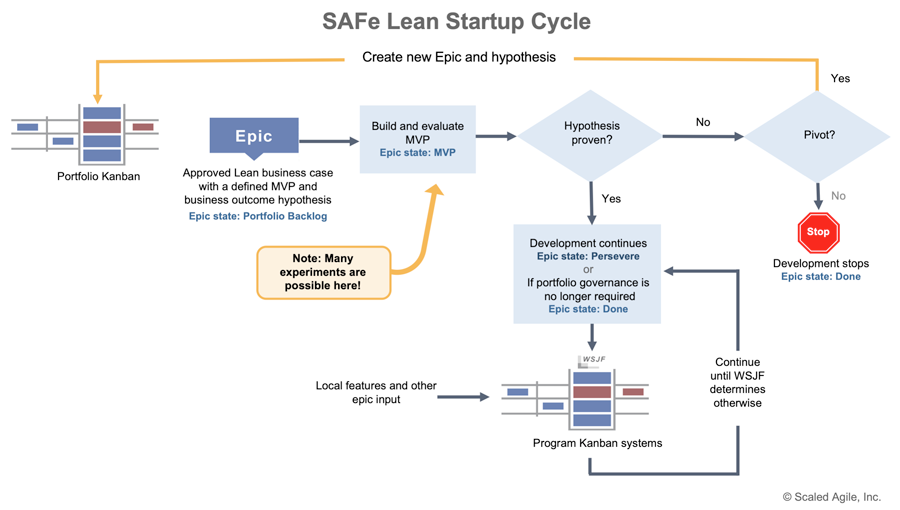 SAFe Lean Startup Cycle
Create new Epic and hypothesis
Yes
Portfolio Kanban
Epic
Approved Lean business case
with a defined MVP and
business outcome hypothesis
Epic state: Portfolio Backlog
Build and evaluate
MVP
Epic state: MVP
Hypothesis
proven?
No
Pivot?
Yes
No
Stop
Development stops
Epic state: Done
Note: Many
experiments are
possible here!
Development continues
Epic state: Persevere
or
If portfolio governance is
no longer required
Epic state: Done
WSJF
Local features and other
epic input
Program Kanban systems
Continue
until WSJF
determines
otherwise
© Scaled Agile, Inc.